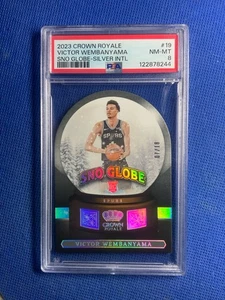 2023 CROWN ROYALE #19
VICTOR WEMBANYAMA NM-MT
SNO GLOBE-SILVER INTL 8
PSA 122878244
SNO GLOBE
SPURS
CROWN
ROYALE
VICTOR WEMBANYAMA